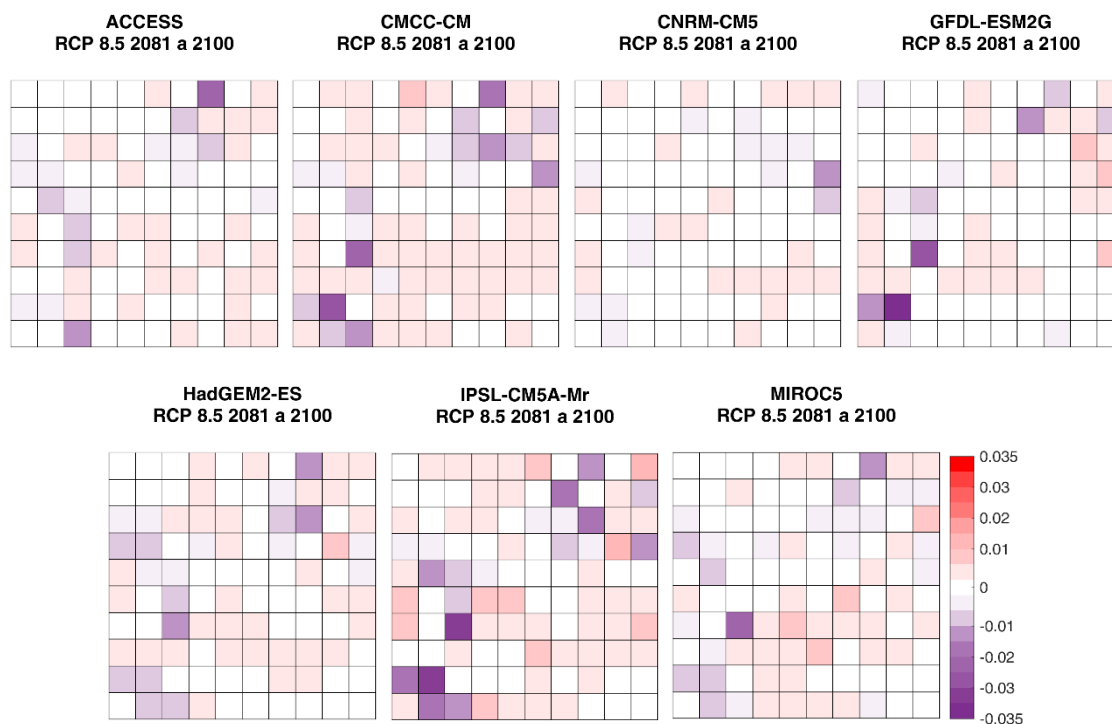 ACCESS
RCP 8.5 2081 a 2100
CMCC-CM
RCP 8.5 2081 a 2100
CNRM-CM5
RCP 8.5 2081 a 2100
GFDL-ESM2G
RCP 8.5 2081 a 2100
HadGEM2-ES
RCP 8.5 2081 a 2100
IPSL-CM5A-Mr
RCP 8.5 2081 a 2100
MIROC5
RCP 8.5 2081 a 2100
0.035
0.03
0.02
0.01
0
-0.01
-0.02
-0.03
-0.035